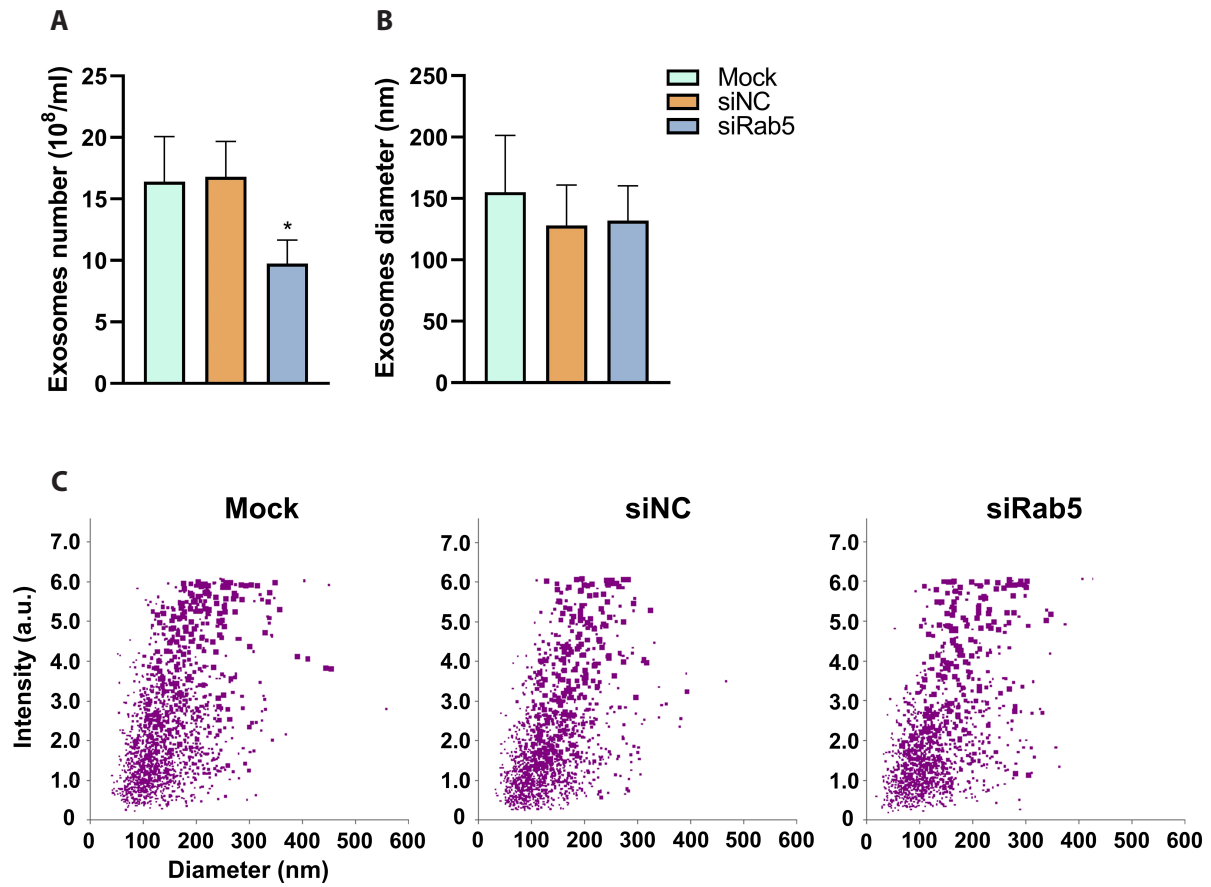 A
Exosomes number (10⁸/ml)
25
20
15
10
5
0
*
B
Exosomes diameter (nm)
250
200
150
100
50
0
Mock
siNC
siRab5
C
Mock
Intensity (a.u.)
7.0
6.0
5.0
4.0
3.0
2.0
1.0
0
0 100 200 300 400 500 600
Diameter (nm)
siNC
7.0
6.0
5.0
4.0
3.0
2.0
1.0
0
0 100 200 300 400 500 600
siRab5
7.0
6.0
5.0
4.0
3.0
2.0
1.0
0
0 100 200 300 400 500 600